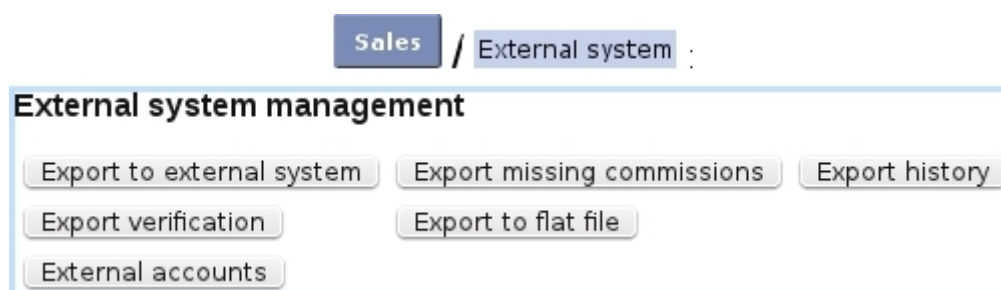 Sales / External system :
External system management
Export to external system Export missing commissions Export history
Export verification Export to flat file
External accounts